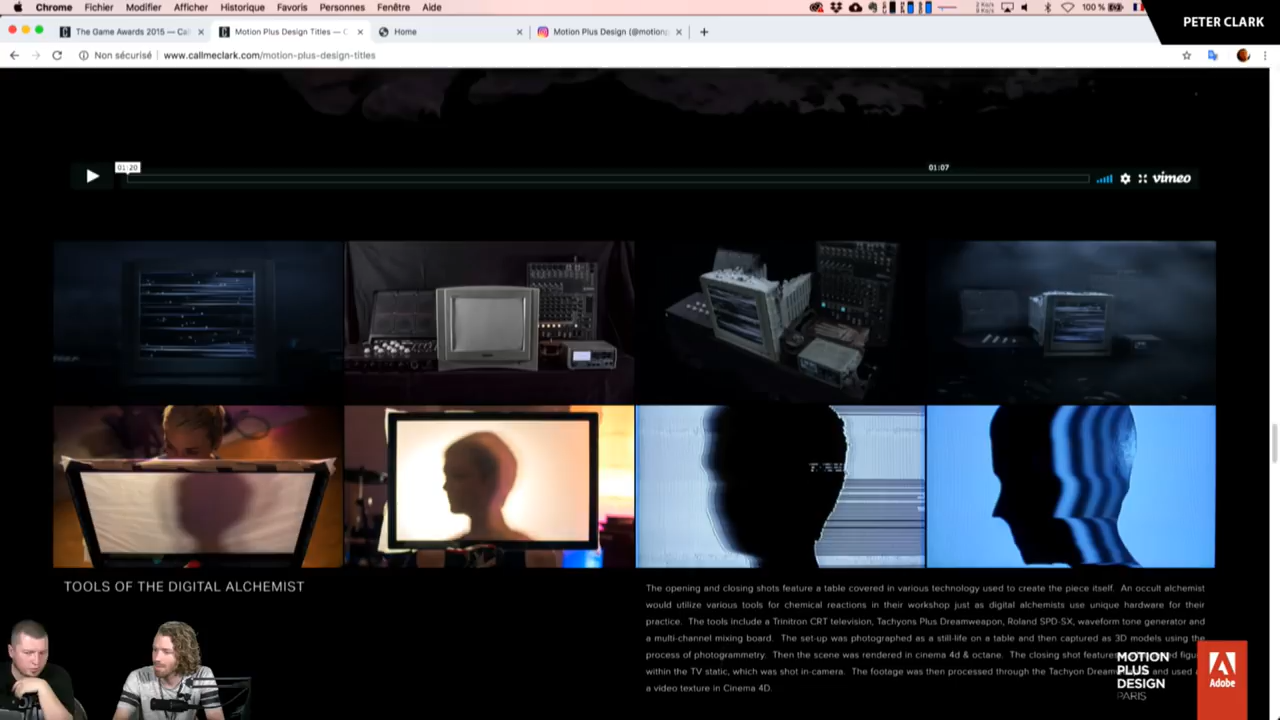 Chrome Fichier Modifier Afficher Historique Favoris Personnes Fenêtre Aide
100 %
PETER CLARK
The Game Awards 2015 — Ca
Motion Plus Design Titles — C
Home
Motion Plus Design (@motionp
Non sécurisé
www.callmeclark.com/motion-plus-design-titles
01:20
01:07
vimeo
TOOLS OF THE DIGITAL ALCHEMIST
The opening and closing shots feature a table covered in various technology used to create the piece itself. An occult alchemist
would utilize various tools for chemical reactions in their workshop just as digital alchemists use unique hardware for their
practice. The tools include a Trinitron CRT television, Tachyons Plus Dreamweapon, Roland SPD-SX, waveform tone generator and
a multi-channel mixing board. The set-up was photographed as a still-life on a table and then captured as 3D models using the
process of photogrammetry. Then the scene was rendered in cinema 4d & octane. The closing shot features figu
within the TV static, which was shot in-camera. The footage was then processed through the Tachyon Dream and used
a video texture in Cinema 4D.
MOTION
PLUS
DESIGN
PARIS
Adobe